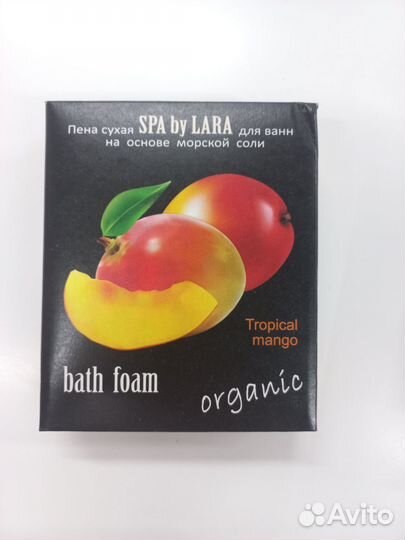 Пена сухая SPA by LARA для ванн
на основе морской соли
Tropical
mango
bath foam
organic
Avito